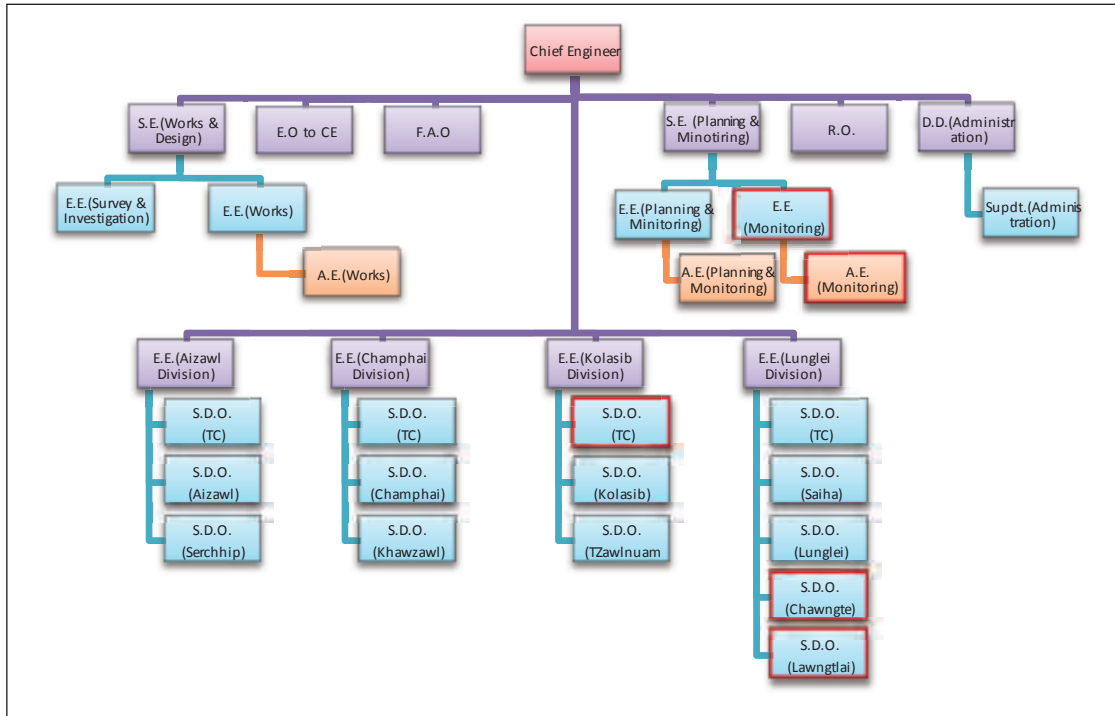 Chief Engineer
S.E.(Works &
Design)
E.O to CE
F.A.O
S.E. (Planning &
Minotiring)
R.O.
D.D.(Administr
ation)
E.E.(Survey &
Investigation)
E.E.(Works)
E.E.(Planning &
Minitoring)
E.E.
(Monitoring)
Supdt.(Adminis
tration)
A.E.(Works)
A.E.(Planning &
Monitoring)
A.E.
(Monitoring)
E.E.(Aizawl
Division)
E.E.(Champhai
Division)
E.E.(Kolasib
Division)
E.E.(Lunglei
Division)
S.D.O.
(TC)
S.D.O.
(Aizawl)
S.D.O.
(Serchhip)
S.D.O.
(TC)
S.D.O.
(Champhai)
S.D.O.
(Khawzawl)
S.D.O.
(TC)
S.D.O.
(Kolasib)
S.D.O.
(TZawlnuam
S.D.O.
(TC)
S.D.O.
(Saiha)
S.D.O.
(Lunglei)
S.D.O.
(Chawngte)
S.D.O.
(Lawngtlai)